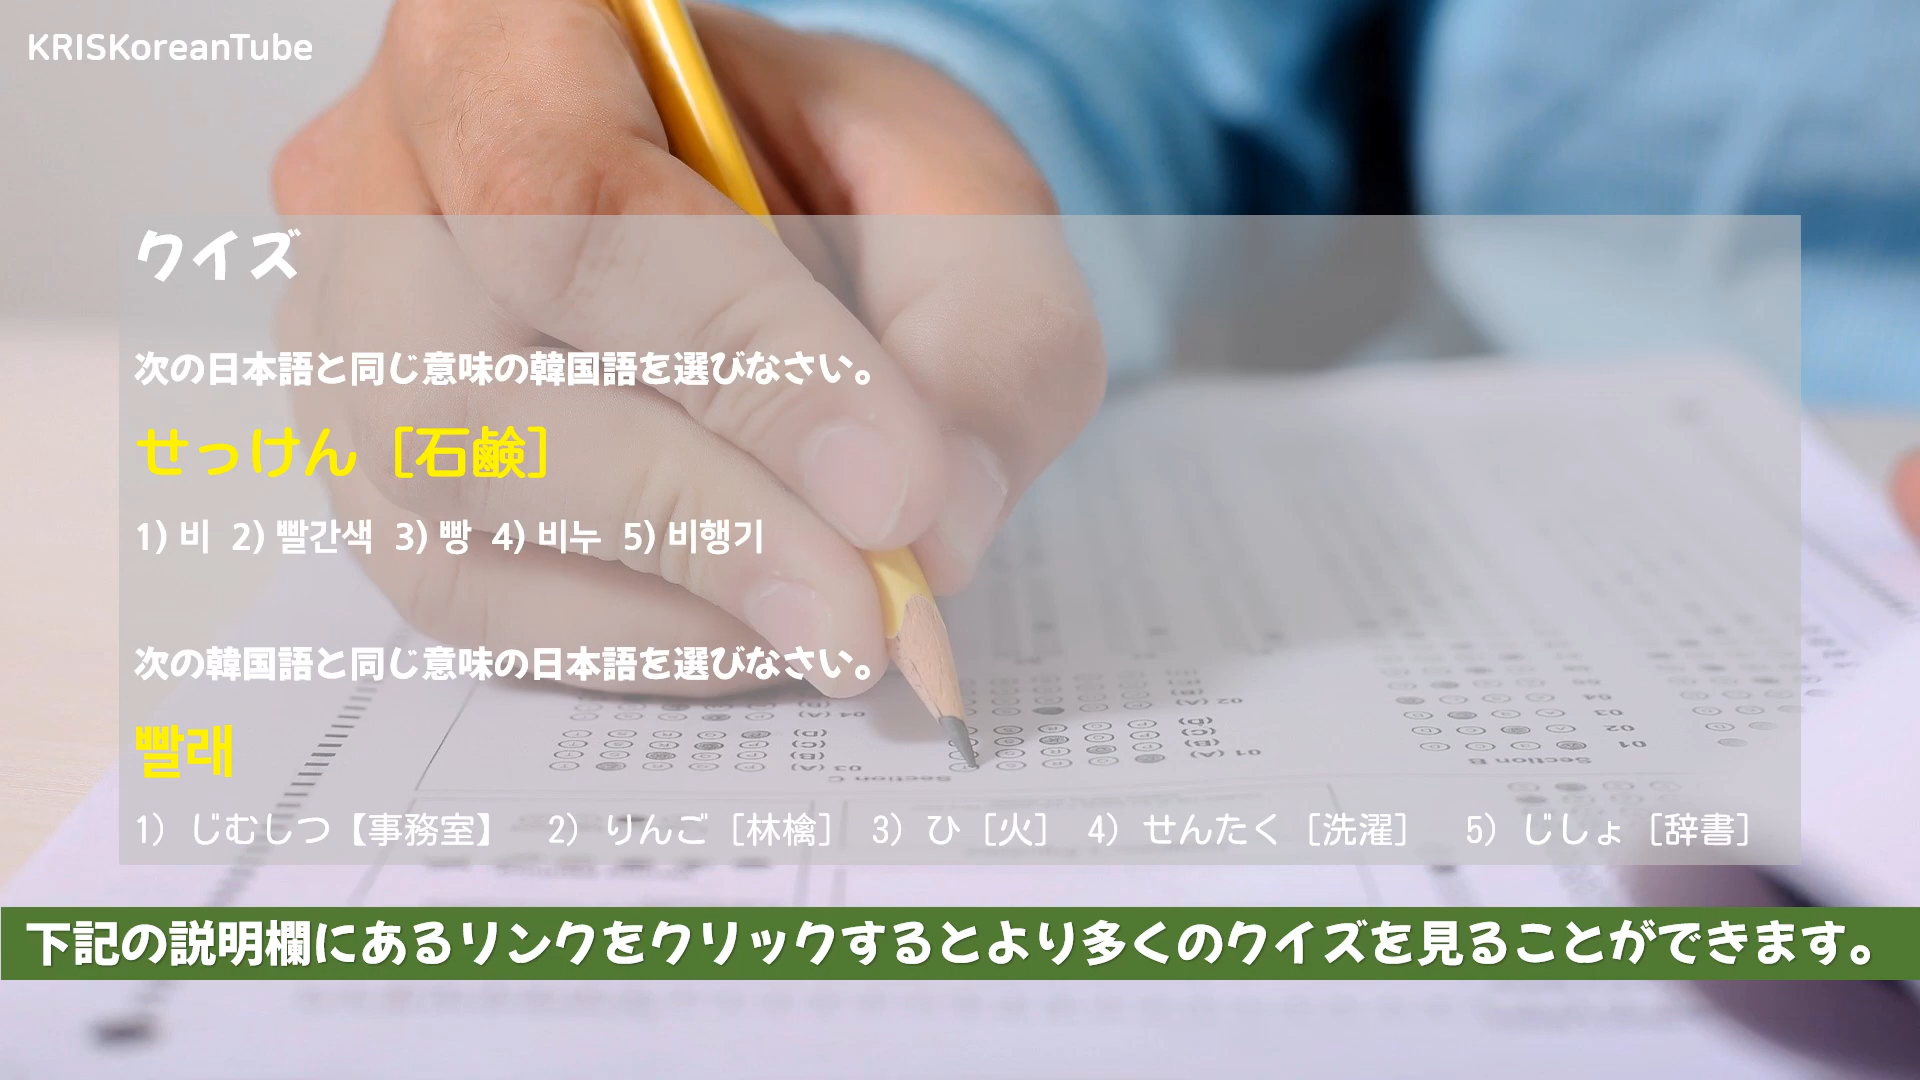 KRISKoreanTube
クイズ
次の日本語と同じ意味の韓国語を選びなさい。
せっけん［石鹸］
1) 비 2) 빨간색 3) 빵 4) 비누 5) 비행기
次の韓国語と同じ意味の日本語を選びなさい。
빨래
1) じむしつ【事務室】 2) りんご［林檎］ 3) ひ［火］ 4) せんたく［洗濯］ 5) じしょ［辞書］
下記の説明欄にあるリンクをクリックするとより多くのクイズを見ることができます。